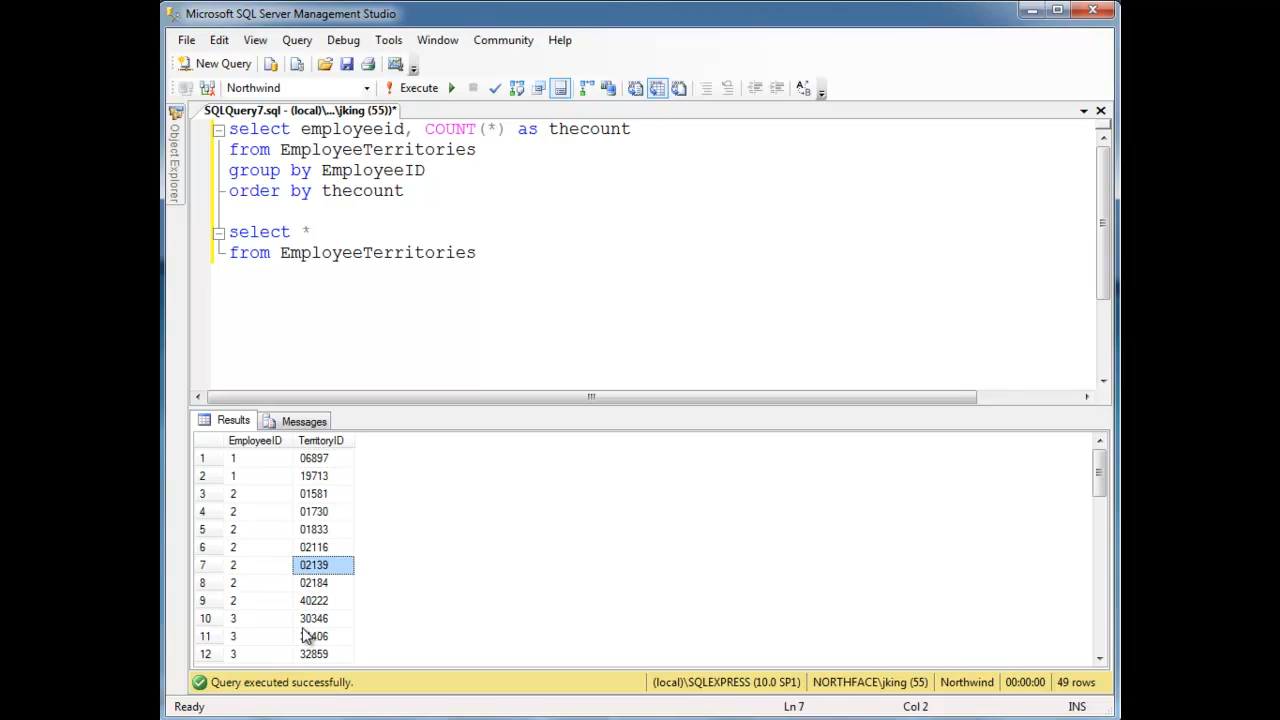 Microsoft SQL Server Management Studio
File Edit View Query Debug Tools Window Community Help
New Query
Northwind Execute
SQLQuery7.sql - (local)\...\jking (55))*
Object Explorer
select employeeid, COUNT(*) as thecount
from EmployeeTerritories
group by EmployeeID
order by thecount
select *
from EmployeeTerritories
Results Messages
EmployeeID TerritoryID
1 1 06897
2 1 19713
3 2 01581
4 2 01730
5 2 01833
6 2 02116
7 2 02139
8 2 02184
9 2 40222
10 3 30346
11 3 406
12 3 32859
Query executed successfully. (local)\SQLEXPRESS (10.0 SP1) NORTHFACE\jking (55) Northwind 00:00:00 49 rows
Ready Ln 7 Col 2 INS